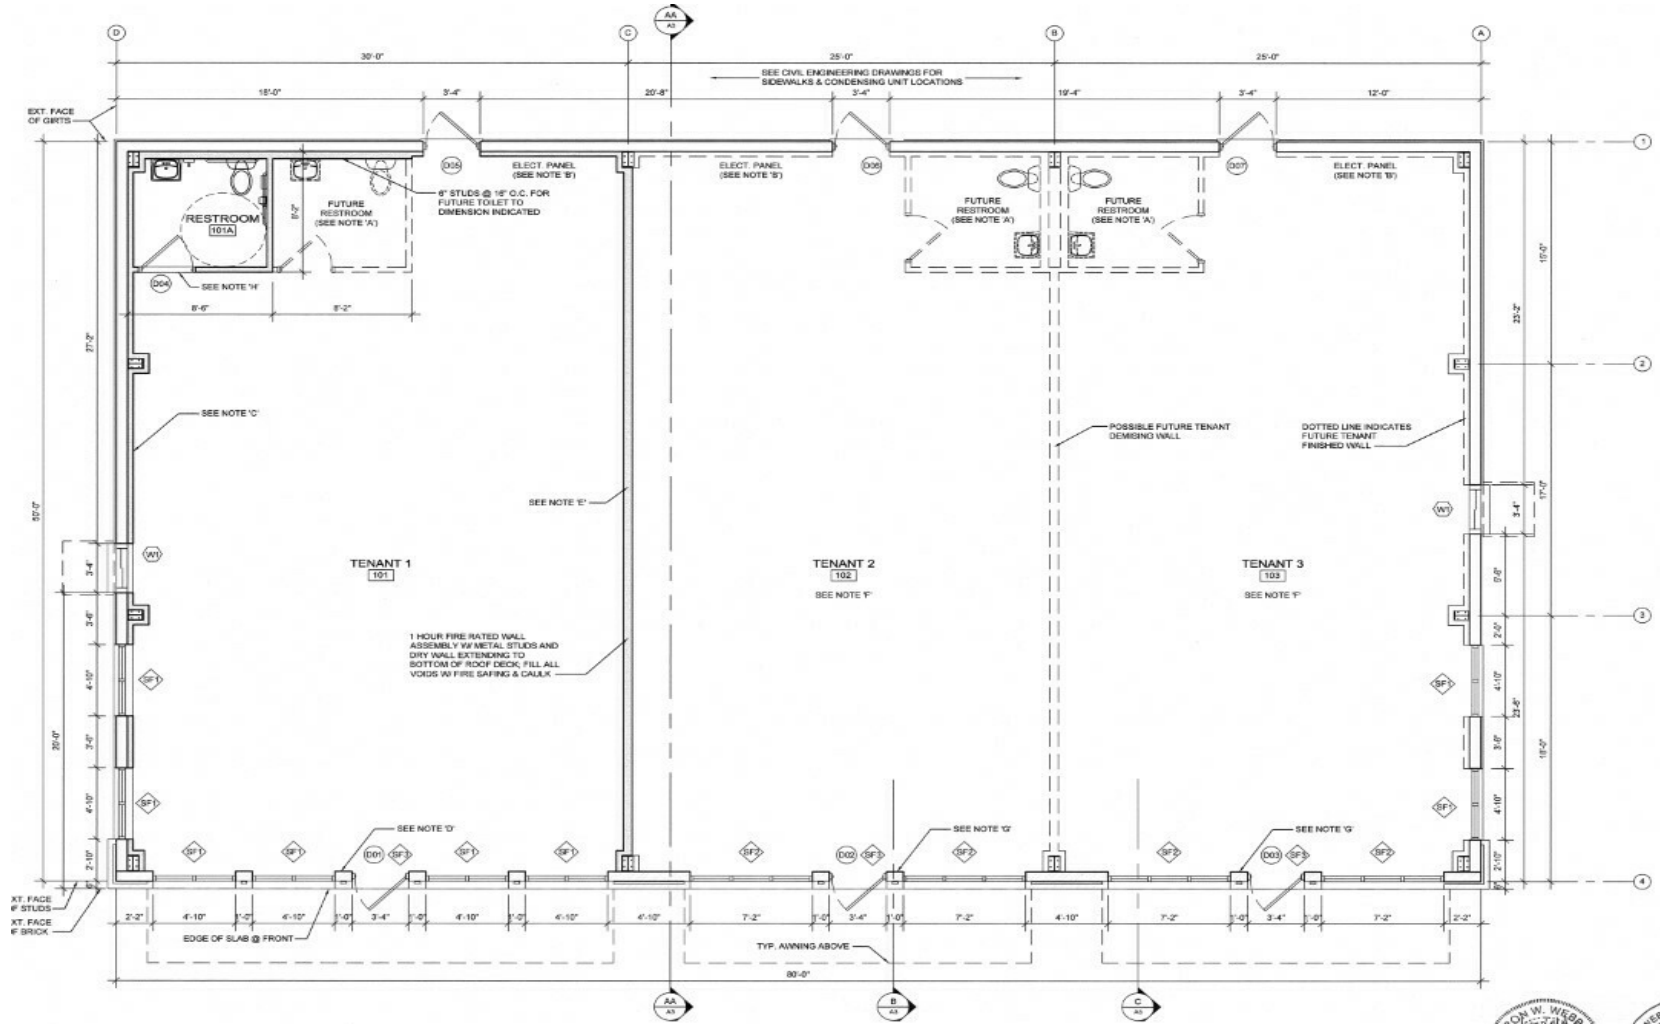 AA
A5
D
C
B
A
30'-0"
25'-0"
25'-0"
SEE CIVIL ENGINEERING DRAWINGS FOR
SIDEWALKS & CONDENSING UNIT LOCATIONS
18'-0"
3'-4"
20'-8"
3'-4"
19'-4"
3'-4"
12'-0"
EXT. FACE
OF GIRTS
1
D05
ELECT. PANEL
(SEE NOTE 'B')
ELECT. PANEL
(SEE NOTE 'B')
D06
D07
ELECT. PANEL
(SEE NOTE 'B')
6" STUDS @ 16" O.C. FOR
FUTURE TOILET TO
DIMENSION INDICATED
RESTROOM
101A
8'-2"
FUTURE
RESTROOM
(SEE NOTE 'A')
FUTURE
RESTROOM
(SEE NOTE 'A')
FUTURE
RESTROOM
(SEE NOTE 'A')
15'-0"
D04
SEE NOTE 'H'
8'-6"
8'-2"
23'-2"
27'-2"
2
SEE NOTE 'C'
POSSIBLE FUTURE TENANT
DEMISING WALL
DOTTED LINE INDICATES
FUTURE TENANT
FINISHED WALL
50'-0"
SEE NOTE 'E'
17'-0"
W1
3'-4"
W1
3'-4"
TENANT 1
101
TENANT 2
102
SEE NOTE 'F'
TENANT 3
103
SEE NOTE 'F'
3'-6"
3
2'-0"
1 HOUR FIRE RATED WALL
ASSEMBLY W/ METAL STUDS AND
DRY WALL EXTENDING TO
BOTTOM OF ROOF DECK; FILL ALL
VOIDS W/ FIRE SAFING & CAULK
4'-10"
SF1
SF1
4'-10"
23'-6"
20'-0"
3'-6"
3'-6"
18'-0"
4'-10"
SF1
SF1
4'-10"
SEE NOTE 'D'
SEE NOTE 'G'
SEE NOTE 'G'
2'-10"
SF1
SF1
D01
SF3
SF1
SF1
SF2
D02
SF3
SF2
SF2
D03
SF3
SF2
2'-10"
6"
6"
4
XT. FACE
F STUDS
XT. FACE
F BRICK
2'-2"
4'-10"
1'-0"
4'-10"
1'-0"
3'-4"
1'-0"
4'-10"
1'-0"
4'-10"
4'-10"
7'-2"
1'-0"
3'-4"
1'-0"
7'-2"
4'-10"
7'-2"
1'-0"
3'-4"
1'-0"
7'-2"
2'-2"
EDGE OF SLAB @ FRONT
TYP. AWNING ABOVE
80'-0"
AA
A5
B
A5
C
A5
ON W. WEBB